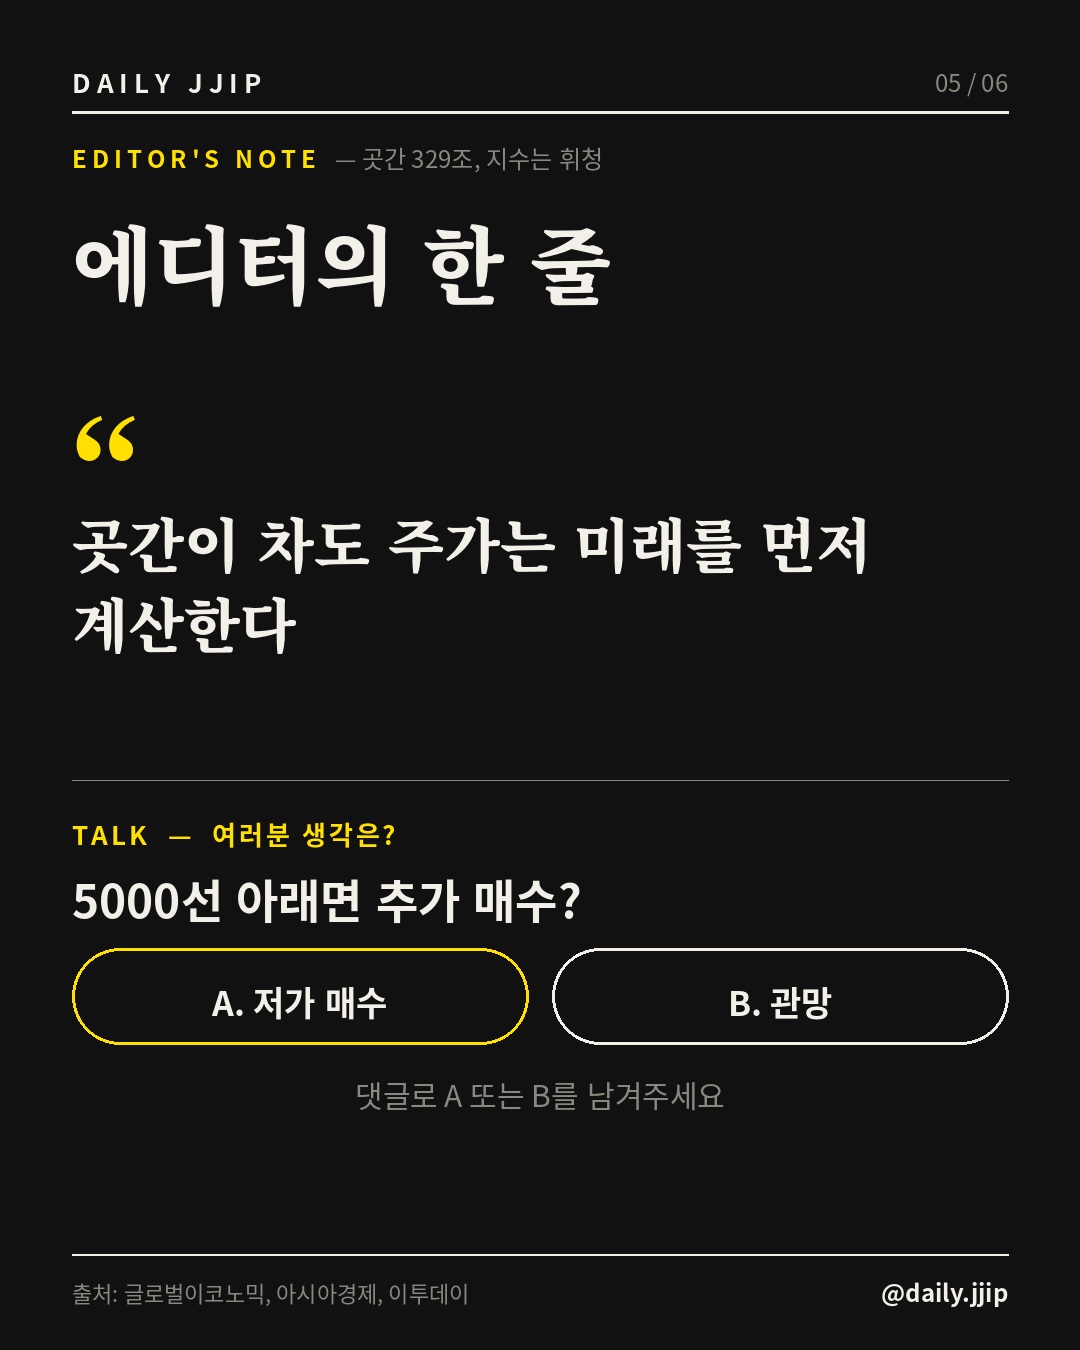 DAILY JJIP
05 / 06
EDITOR'S NOTE — 곳간 329조, 지수는 휘청
에디터의 한 줄
“
곳간이 차도 주가는 미래를 먼저
계산한다
TALK — 여러분 생각은?
5000선 아래면 추가 매수?
A. 저가 매수
B. 관망
댓글로 A 또는 B를 남겨주세요
출처: 글로벌이코노믹, 아시아경제, 이투데이
@daily.jjip